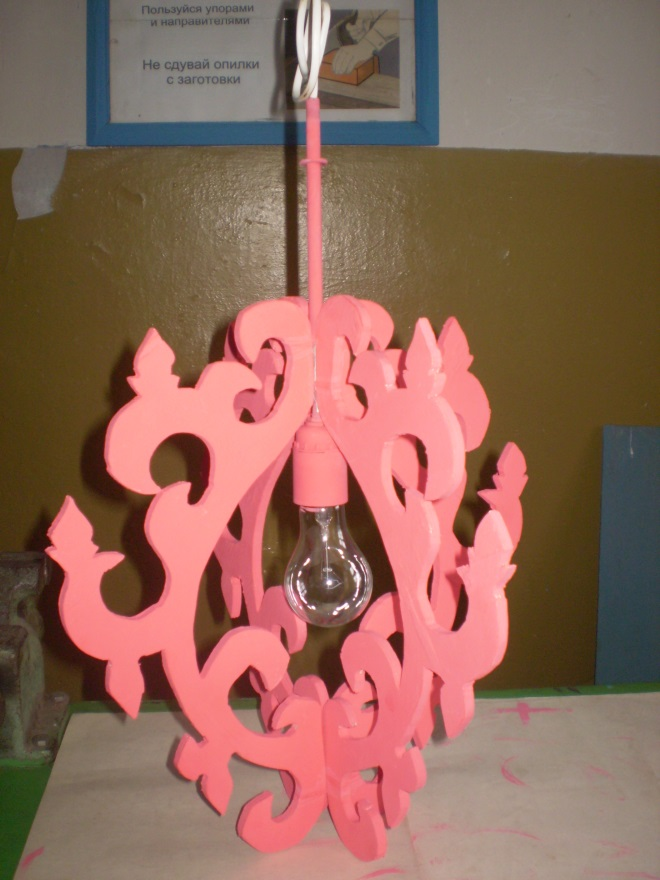 Пользуйся упорами
и направителями
Не сдувай опилки
с заготовки